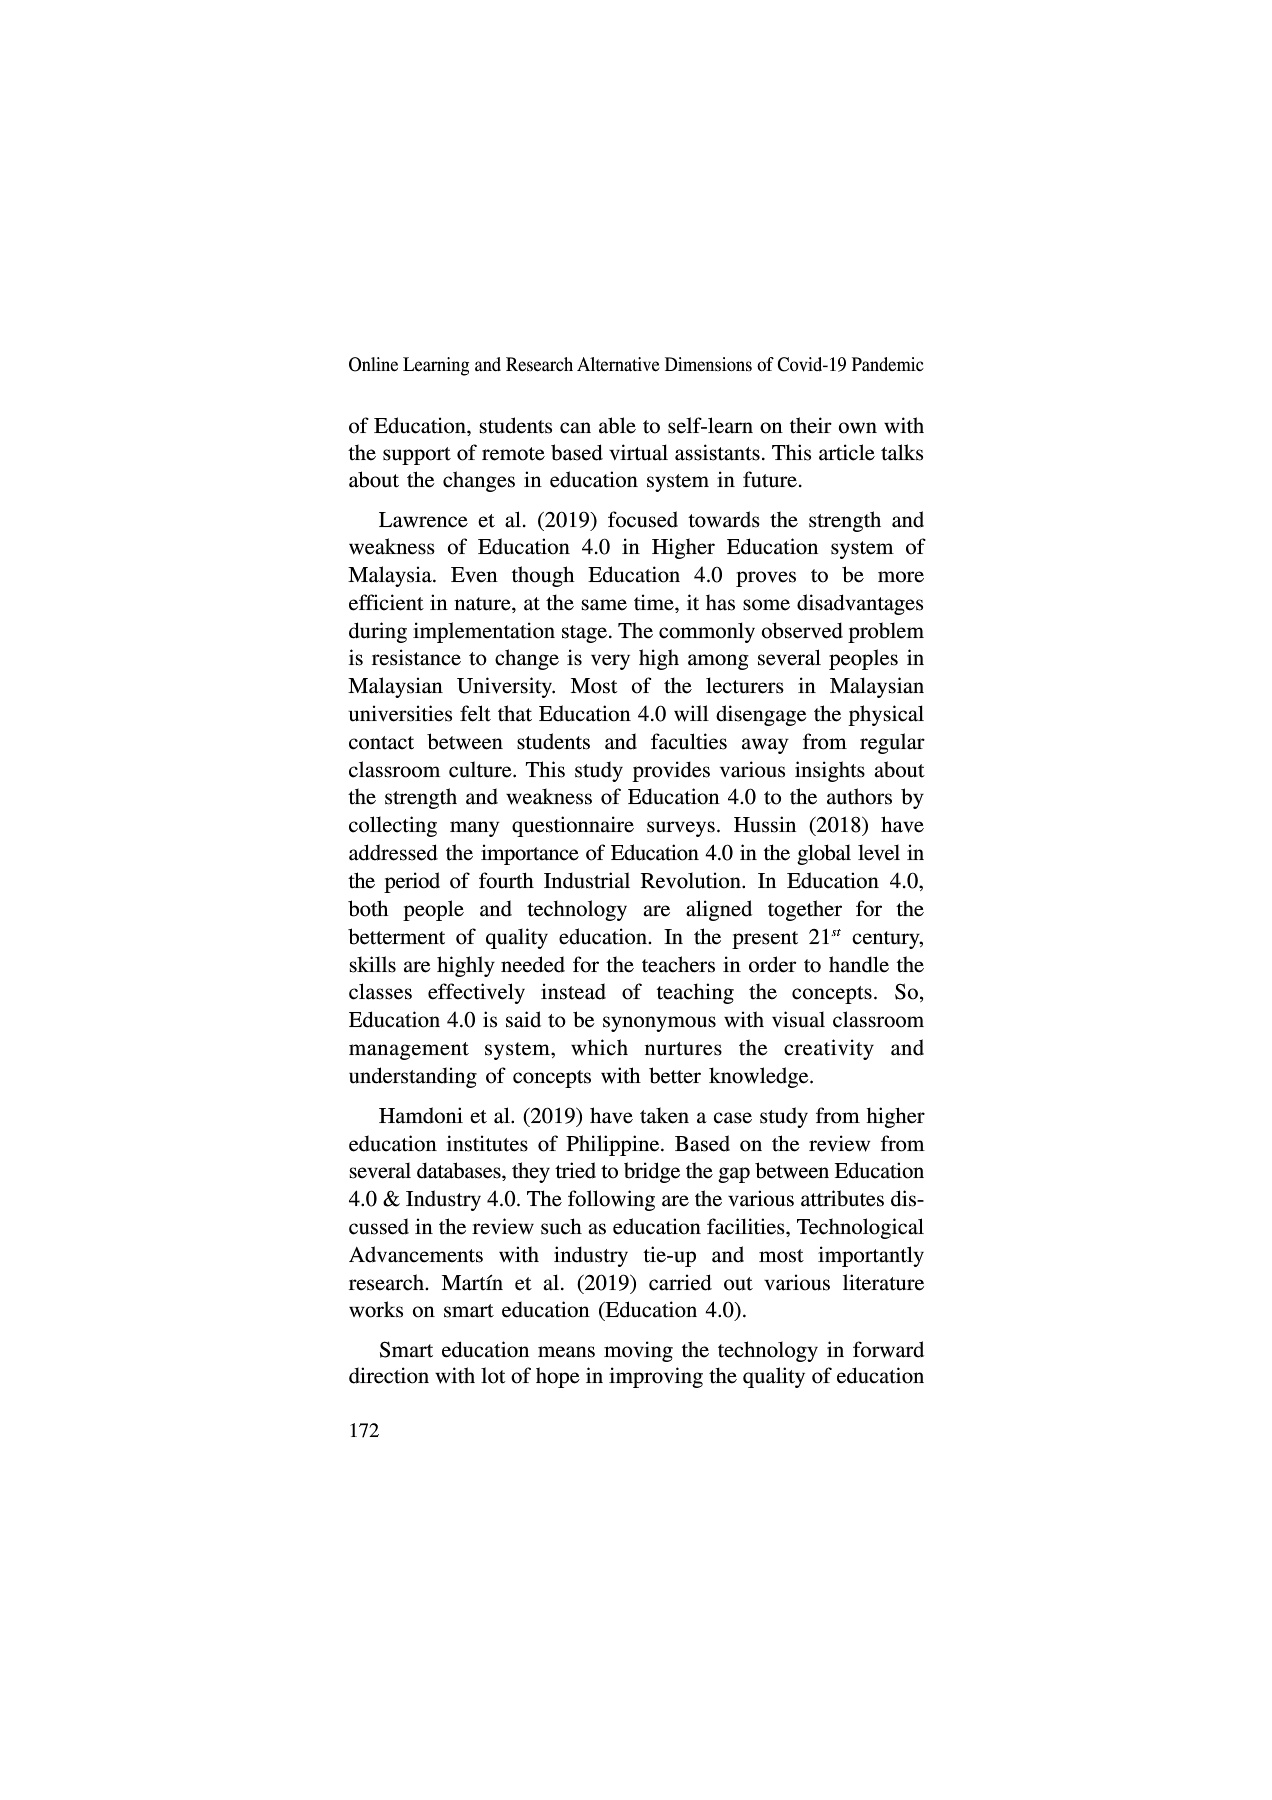 Online Learning and Research Alternative Dimensions of Covid-19 Pandemic
of Education, students can able to self-learn on their own with
the support of remote based virtual assistants. This article talks
about the changes in education system in future.
Lawrence et al. (2019) focused towards the strength and
weakness of Education 4.0 in Higher Education system of
Malaysia. Even though Education 4.0 proves to be more
efficient in nature, at the same time, it has some disadvantages
during implementation stage. The commonly observed problem
is resistance to change is very high among several peoples in
Malaysian University. Most of the lecturers in Malaysian
universities felt that Education 4.0 will disengage the physical
contact between students and faculties away from regular
classroom culture. This study provides various insights about
the strength and weakness of Education 4.0 to the authors by
collecting many questionnaire surveys. Hussin (2018) have
addressed the importance of Education 4.0 in the global level in
the period of fourth Industrial Revolution. In Education 4.0,
both people and technology are aligned together for the
betterment of quality education. In the present 21st century,
skills are highly needed for the teachers in order to handle the
classes effectively instead of teaching the concepts. So,
Education 4.0 is said to be synonymous with visual classroom
management system, which nurtures the creativity and
understanding of concepts with better knowledge.
Hamdoni et al. (2019) have taken a case study from higher
education institutes of Philippine. Based on the review from
several databases, they tried to bridge the gap between Education
4.0 & Industry 4.0. The following are the various attributes dis-
cussed in the review such as education facilities, Technological
Advancements with industry tie-up and most importantly
research. Martín et al. (2019) carried out various literature
works on smart education (Education 4.0).
Smart education means moving the technology in forward
direction with lot of hope in improving the quality of education
172